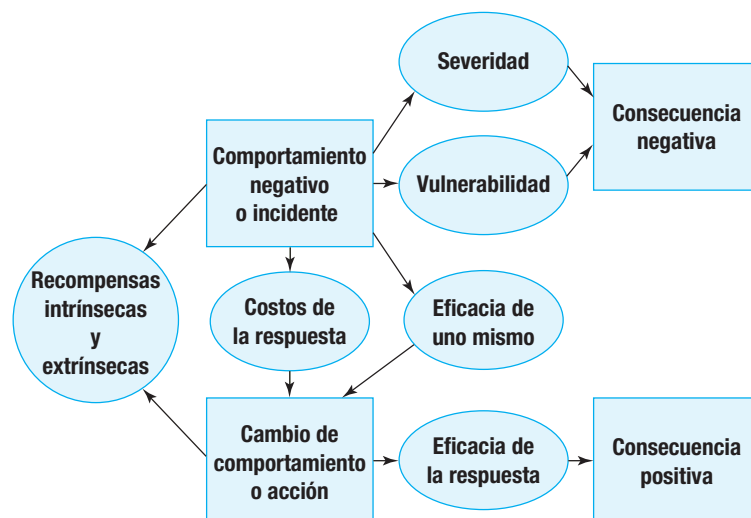 Severidad
Consecuencia
negativa
Comportamiento
negativo
o incidente
Vulnerabilidad
Recompensas
intrínsecas
y
extrínsecas
Costos de
la respuesta
Eficacia de
uno mismo
Cambio de
comportamiento
o acción
Eficacia de
la respuesta
Consecuencia
positiva